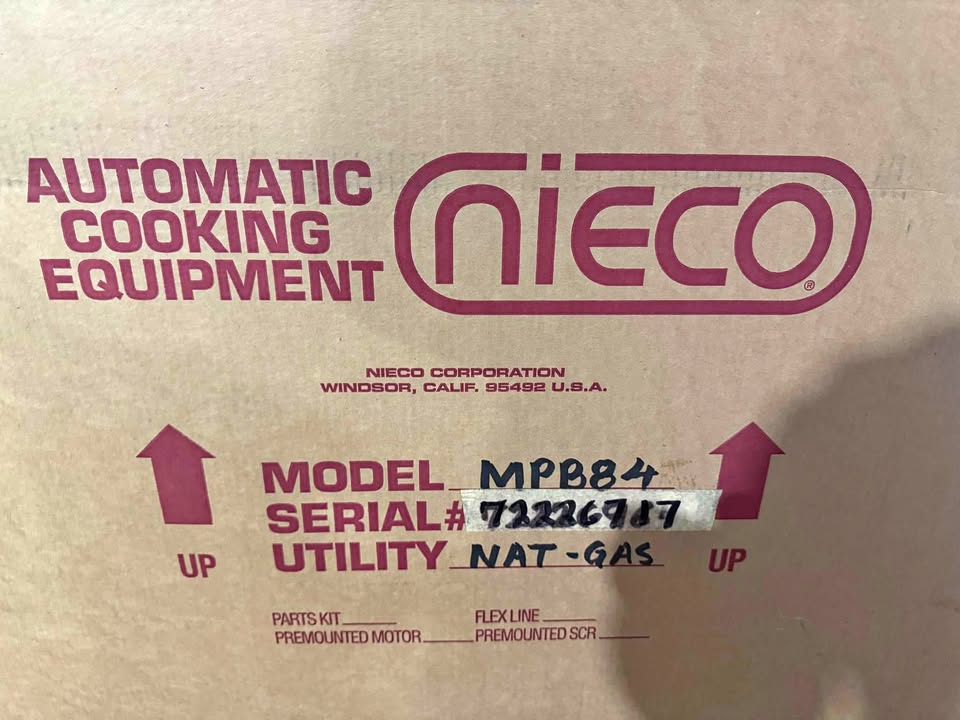 AUTOMATIC
COOKING
EQUIPMENT
NIECO®
NIECO CORPORATION
WINDSOR, CALIF. 95492 U.S.A.
MODEL MPB84
SERIAL#
UTILITY NAT-GAS
UP
UP
PARTS KIT FLEX LINE
PREMOUNTED MOTOR PREMOUNTED SCR